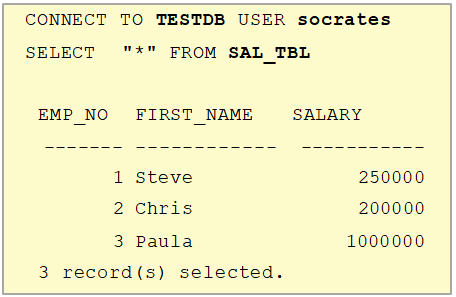 CONNECT TO TESTDB USER socrates
SELECT "*" FROM SAL_TBL
EMP_NO FIRST_NAME SALARY
------- ------------ -----------
1 Steve 250000
2 Chris 200000
3 Paula 1000000
3 record(s) selected.